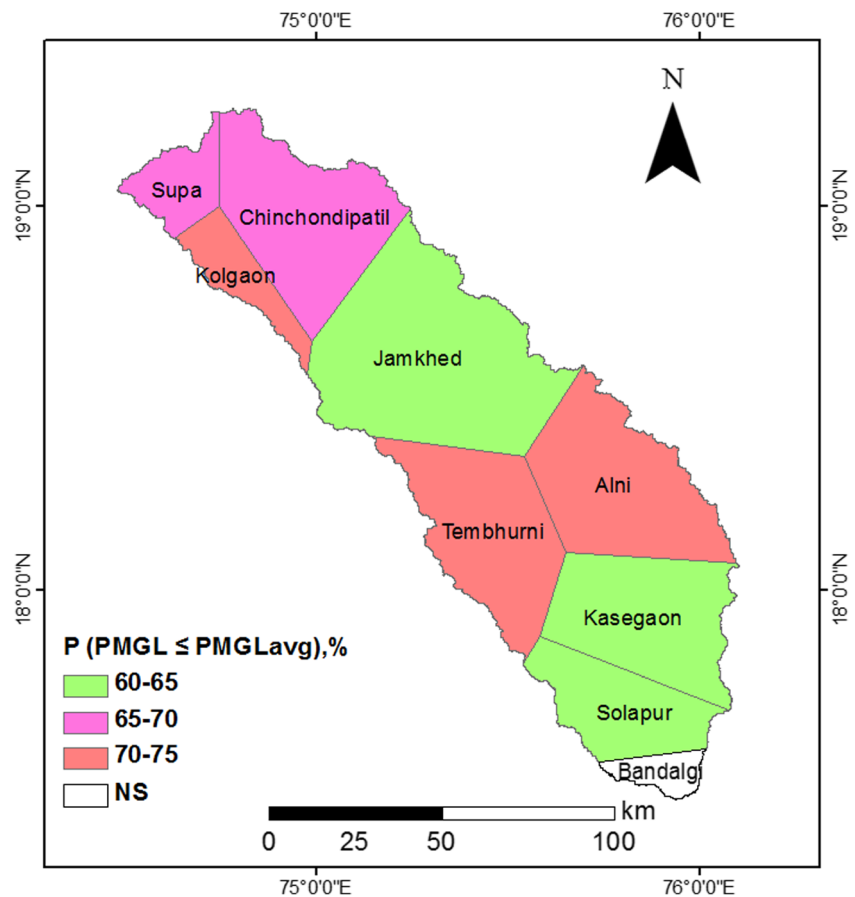 75°0'0"E
76°0'0"E
N
19°0'0"N
19°0'0"N
Supa
Chinchondipatil
Kolgaon
Jamkhed
Alni
Tembhurni
18°0'0"N
18°0'0"N
Kasegaon
P (PMGL ≤ PMGLavg),%
60-65
65-70
70-75
NS
Solapur
Bandalgi
km
0
25
50
100
75°0'0"E
76°0'0"E